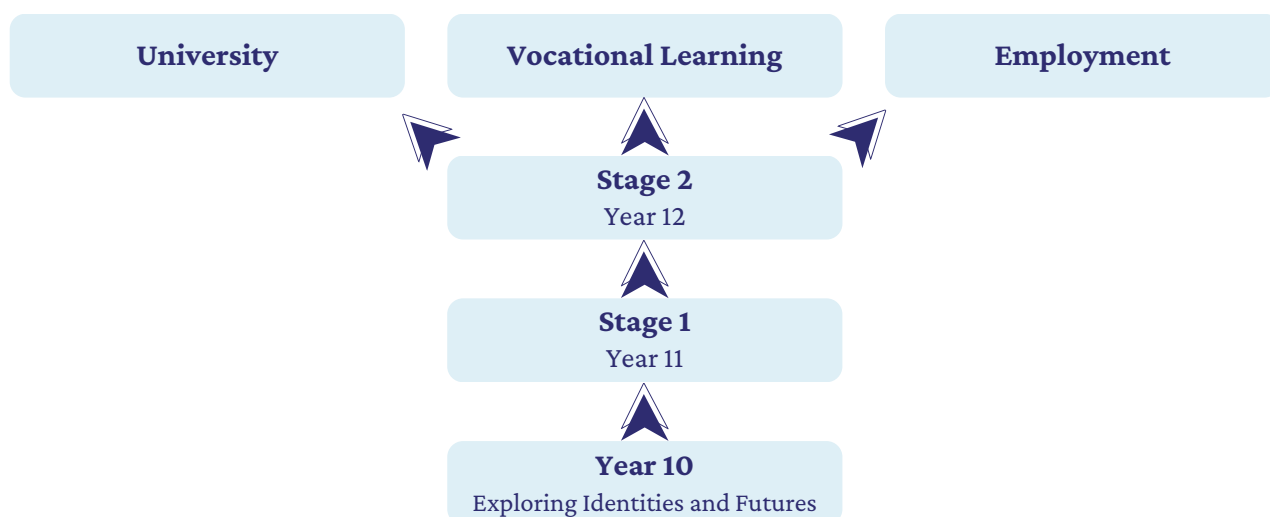 University
Vocational Learning
Employment
Stage 2
Year 12
Stage 1
Year 11
Year 10
Exploring Identities and Futures